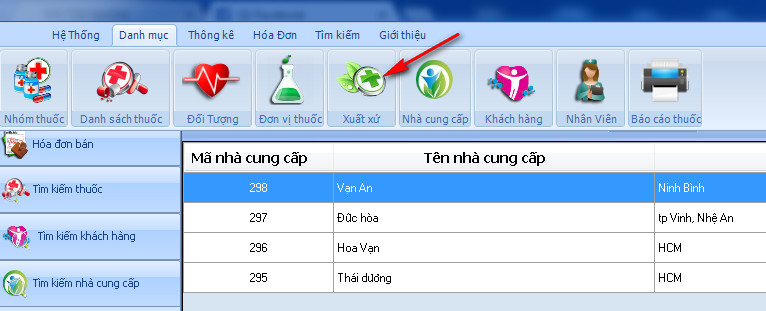 Hệ Thống Danh mục Thông kê Hóa Đơn Tìm kiếm Giới thiệu
Nhóm thuốc Danh sách thuốc Đối Tượng Đơn vị thuốc Xuất xứ Nhà cung cấp Khách hàng Nhân Viên Báo cáo thuốc
Hóa đơn bán
Tìm kiếm thuốc
Tìm kiếm khách hàng
Tìm kiếm nhà cung cấp
Mã nhà cung cấp Tên nhà cung cấp
298 Vạn An Ninh Bình
297 Đức hòa tp Vinh, Nhệ An
296 Hoa Vạn HCM
295 Thái dương HCM